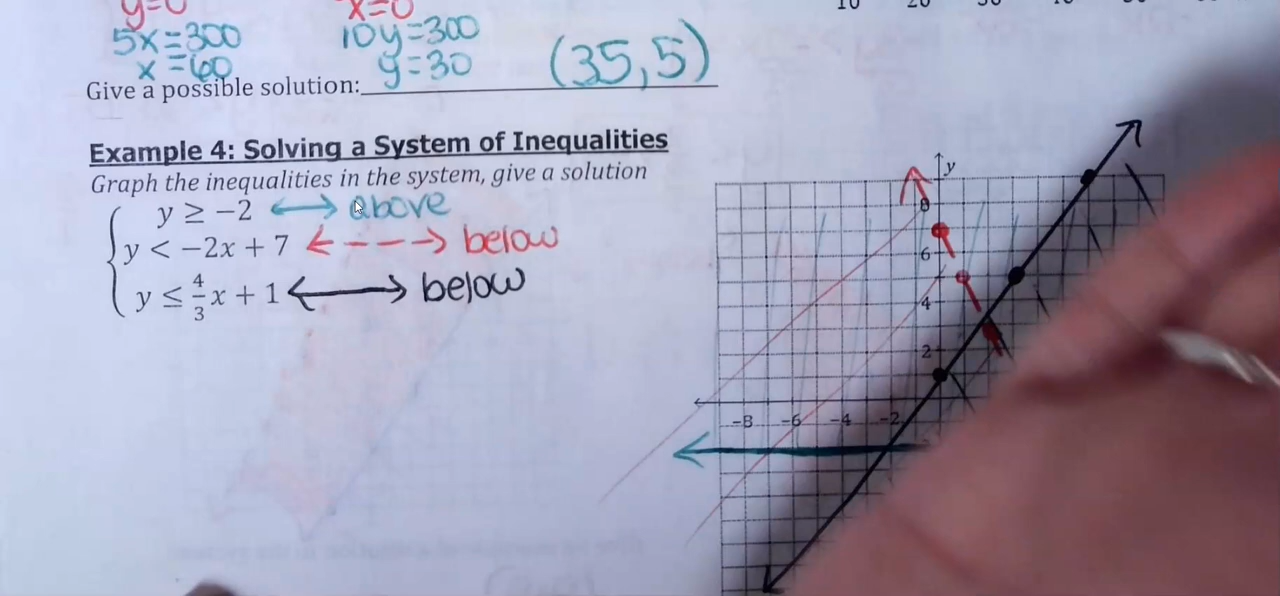 y=0 x=0
5x=300 10y=300
x=60 y=30 (35,5)
Give a possible solution:
Example 4: Solving a System of Inequalities
Graph the inequalities in the system, give a solution
y ≥ −2 ↔ above
y < −2x + 7 ← − − → below
y ≤ 4/3 x + 1 ↔ below
y
8
6
4
2
−8 −6 −4 −2